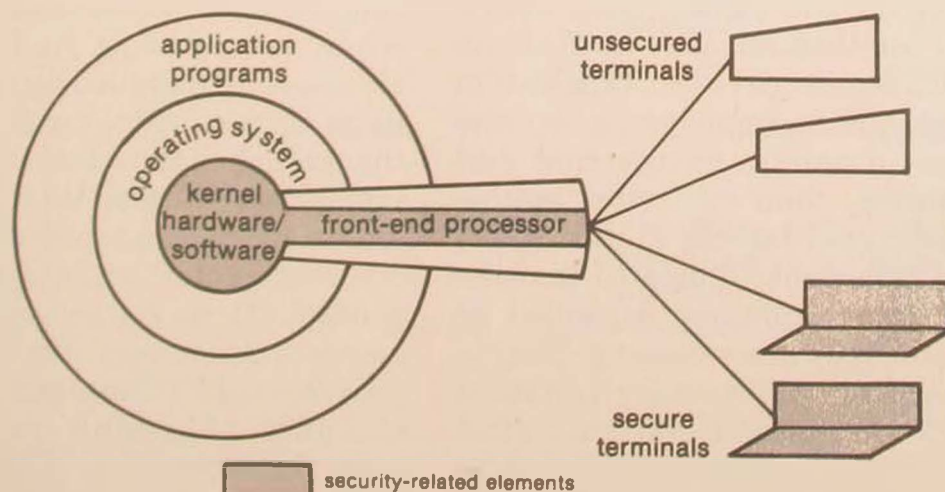 application
programs
operating system
kernel
hardware/
software
front-end processor
unsecured
terminals
secure
terminals
security-related elements